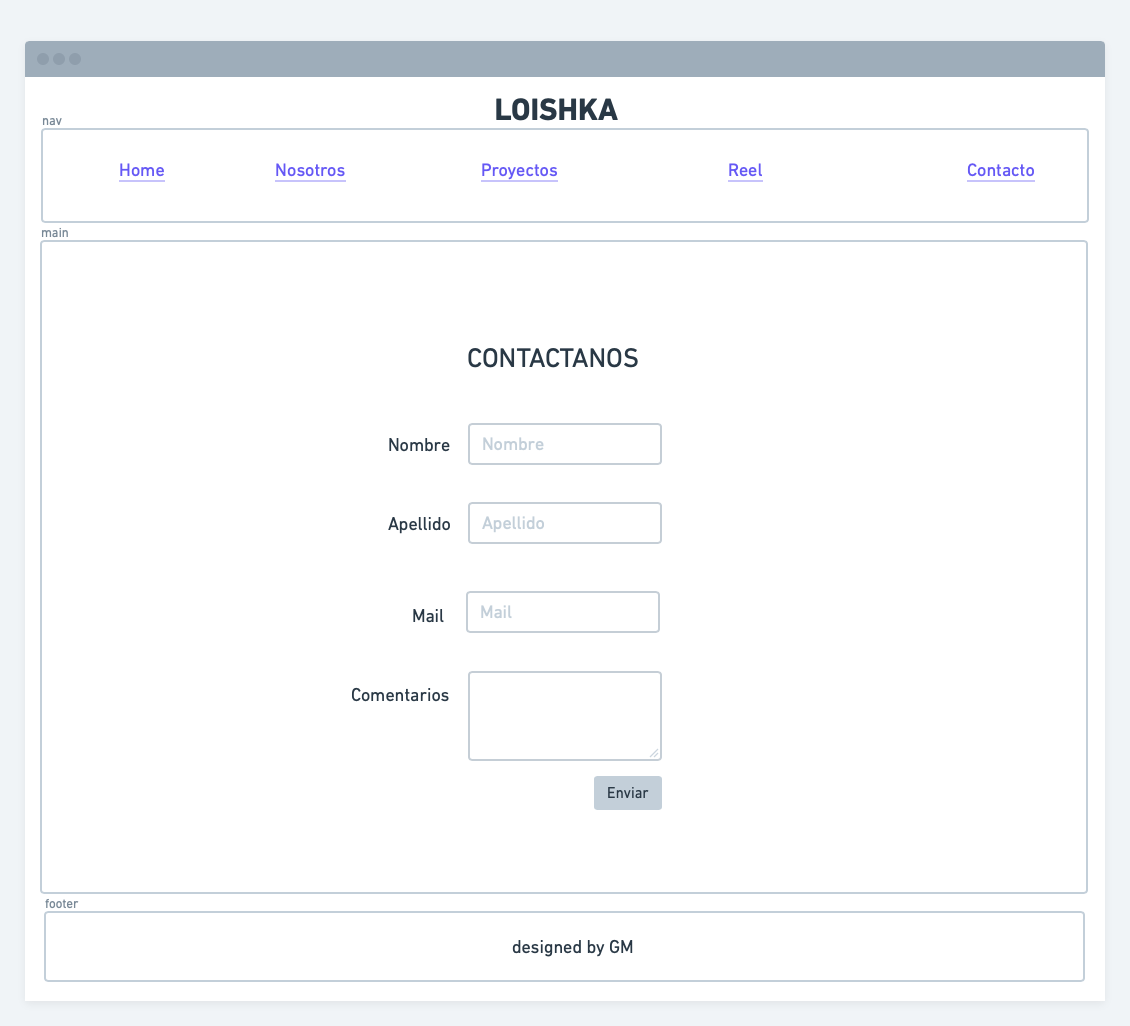 LOISHKA
nav
Home Nosotros Proyectos Reel Contacto
main
CONTACTANOS
Nombre Nombre
Apellido Apellido
Mail Mail
Comentarios
Enviar
footer
designed by GM